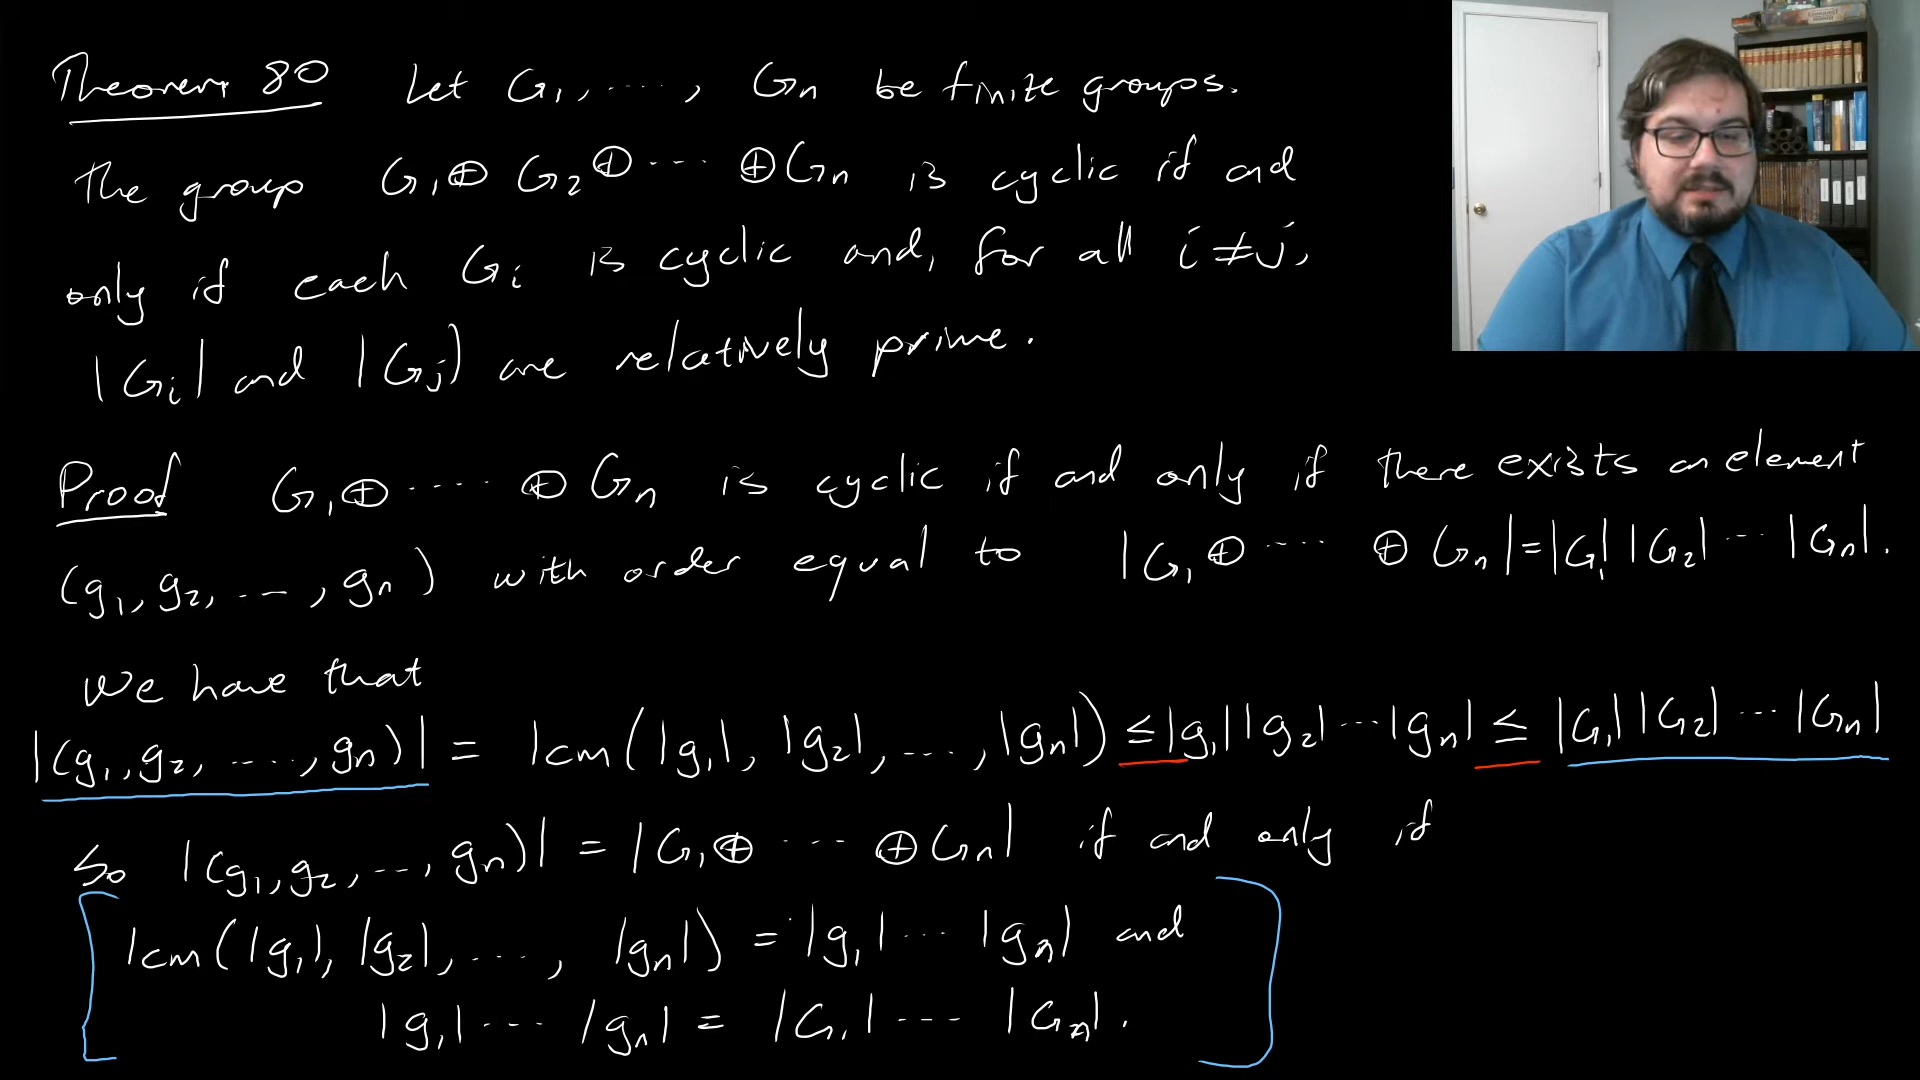 Theorem 80 Let G₁, ...., Gₙ be finite groups.
The group G₁⊕ G₂⊕ ... ⊕Gₙ is cyclic if and
only if each Gᵢ is cyclic and, for all i≠j,
|Gᵢ| and |Gⱼ| are relatively prime.
Proof G₁⊕ ..... ⊕ Gₙ is cyclic if and only if there exists an element
(g₁, g₂, ..., gₙ) with order equal to |G₁⊕ .... ⊕ Gₙ|=|G₁| |G₂| ... |Gₙ|.
We have that
|(g₁, g₂, ...., gₙ)| = lcm(|g₁|, |g₂|, ..., |gₙ|) ≤ |g₁||g₂| ... |gₙ| ≤ |G₁||G₂| ... |Gₙ|
So |(g₁, g₂, ..., gₙ)| = |G₁⊕ ... ⊕Gₙ| if and only if
lcm(|g₁|, |g₂|, ..., |gₙ|) = |g₁| ... |gₙ| and
|g₁| .... |gₙ| = |G₁| .... |Gₙ|.